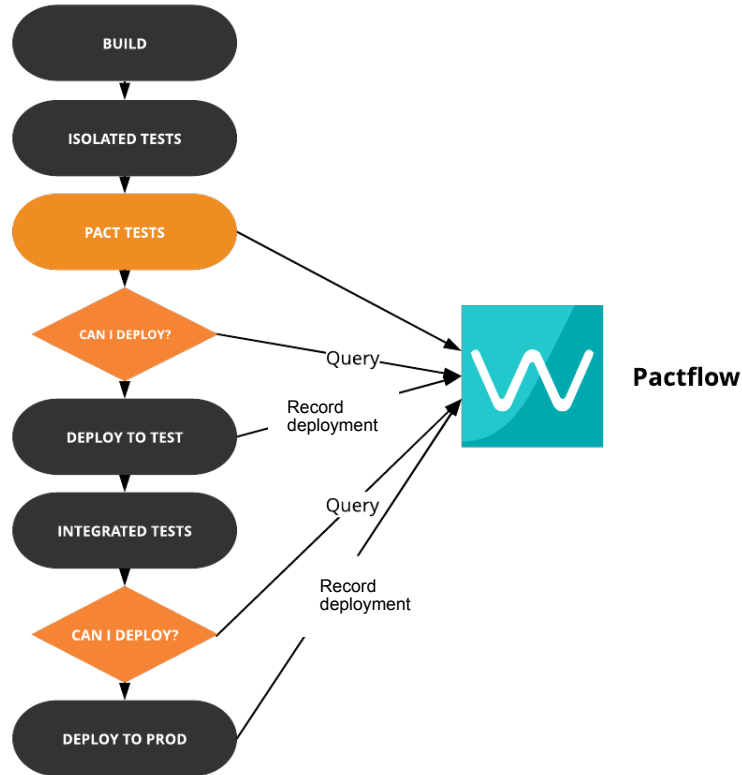 BUILD
ISOLATED TESTS
PACT TESTS
CAN I DEPLOY?
Query
Pactflow
Record
deployment
DEPLOY TO TEST
Query
INTEGRATED TESTS
Record
deployment
CAN I DEPLOY?
DEPLOY TO PROD